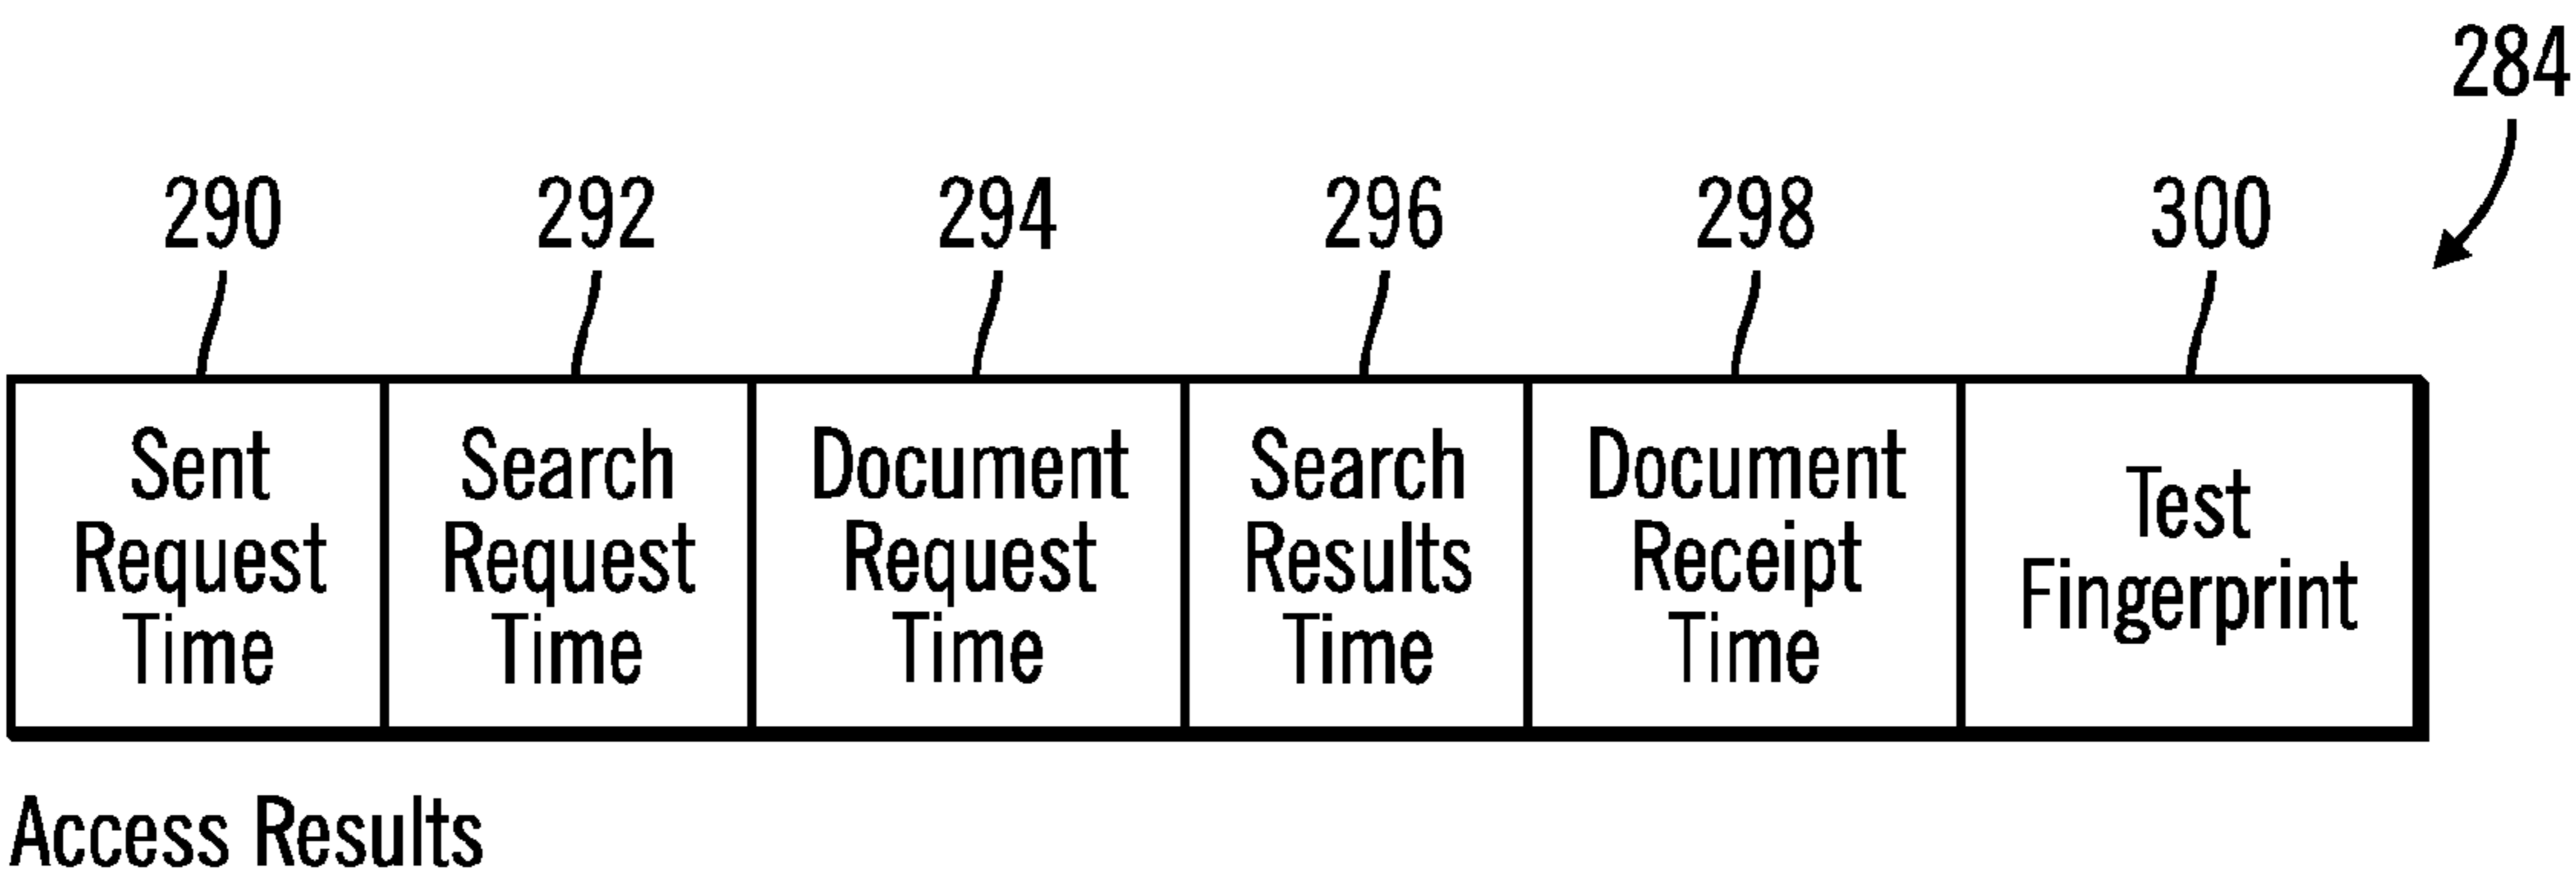 284
290 292 294 296 298 300
Sent Request Time
Search Request Time
Document Request Time
Search Results Time
Document Receipt Time
Test Fingerprint
Access Results